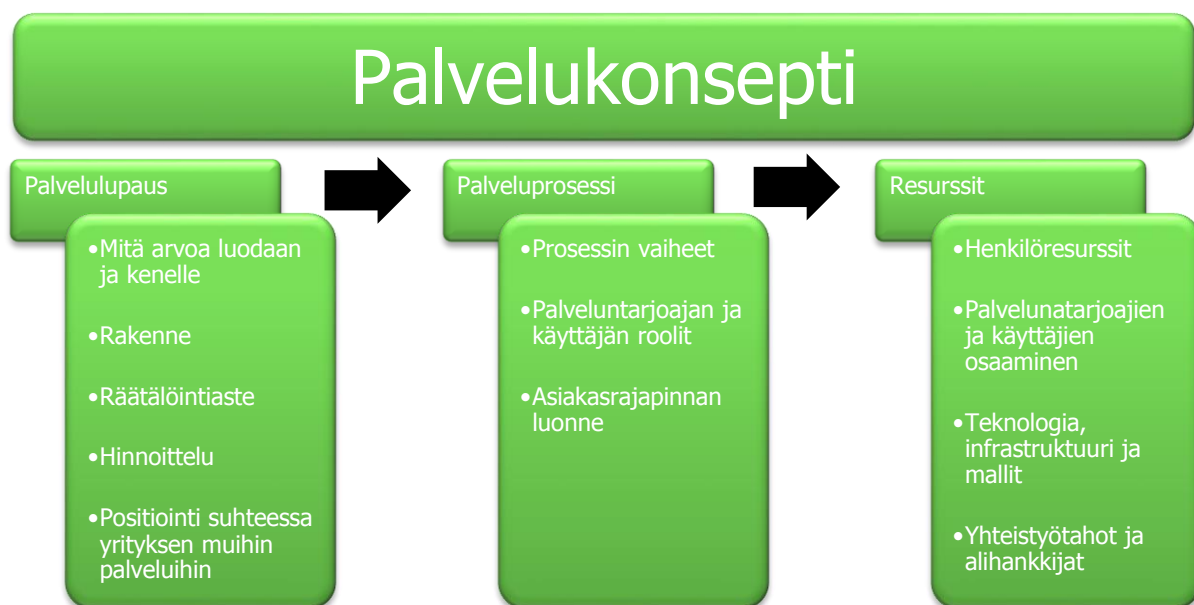 Palvelukonsepti
Palvelulupaus
•Mitä arvoa luodaan
ja kenelle
•Rakenne
•Räätälöintiaste
•Hinnoittelu
•Positiointi suhteessa
yrityksen muihin
palveluihin
Palveluprosessi
•Prosessin vaiheet
•Palveluntarjoajan ja
käyttäjän roolit
•Asiakasrajapinnan
luonne
Resurssit
•Henkilöresurssit
•Palvelunatarjoajien
ja käyttäjien
osaaminen
•Teknologia,
infrastruktuuri ja
mallit
•Yhteistyötahot ja
alihankkijat